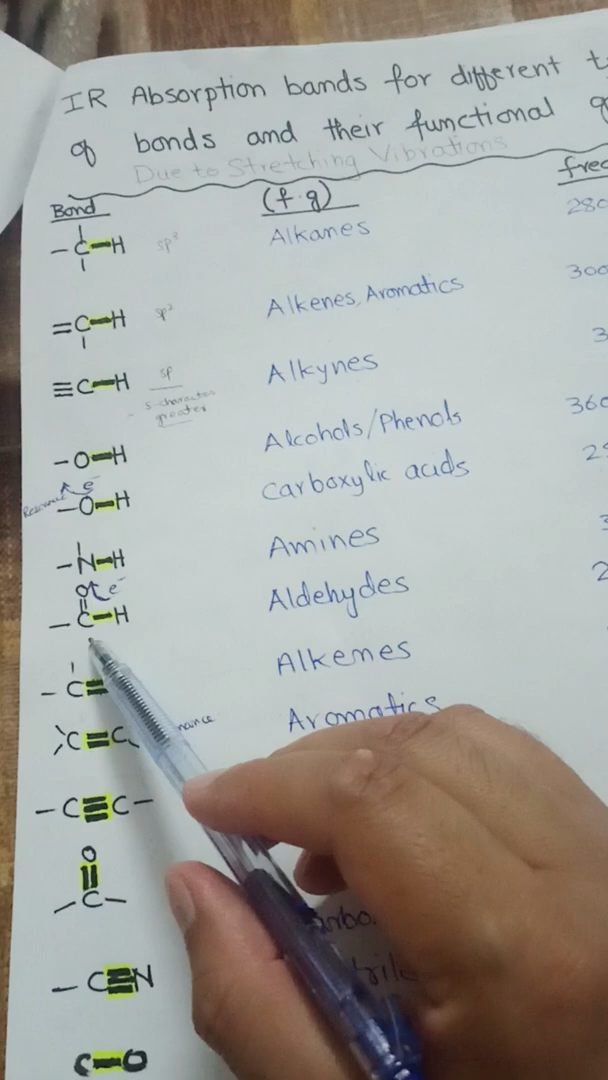 IR Absorption bands for different t
of bonds and their functional g
Due to Stretching Vibrations
Bond (f.g) freq
-C-H sp³ Alkanes 280
=C-H sp² Alkenes, Aromatics 300
≡C-H sp Alkynes 3
s character
greater
-O-H Alcohols/Phenols 360
e⁻
-O-H Carboxylic acids 29
-N-H Amines 3
O e⁻
-C-H Aldehydes 2
-C= Alkenes
C=C nance Aromatics
-C≡C-
O
-C-
-C≡N
C-O